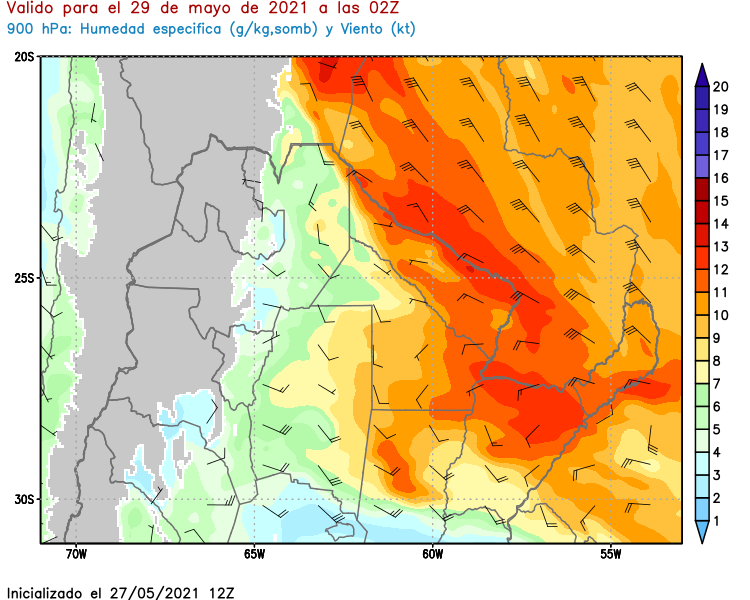 Valido para el 29 de mayo de 2021 a las 02Z
900 hPa: Humedad especifica (g/kg,somb) y Viento (kt)
20S
25S
30S
70W 65W 60W 55W
20
19
18
17
16
15
14
13
12
11
10
9
8
7
6
5
4
3
2
1
Inicializado el 27/05/2021 12Z